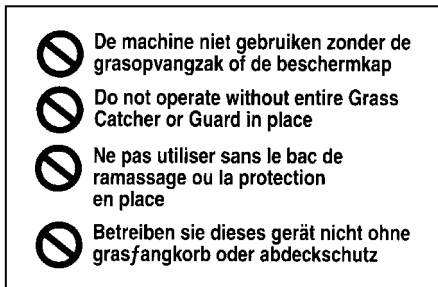 De machine niet gebruiken zonder de
grasopvangzak of de beschermkap
Do not operate without entire Grass
Catcher or Guard in place
Ne pas utiliser sans le bac de
ramassage ou la protection
en place
Betreiben sie dieses gerät nicht ohne
grasƒangkorb oder abdeckschutz